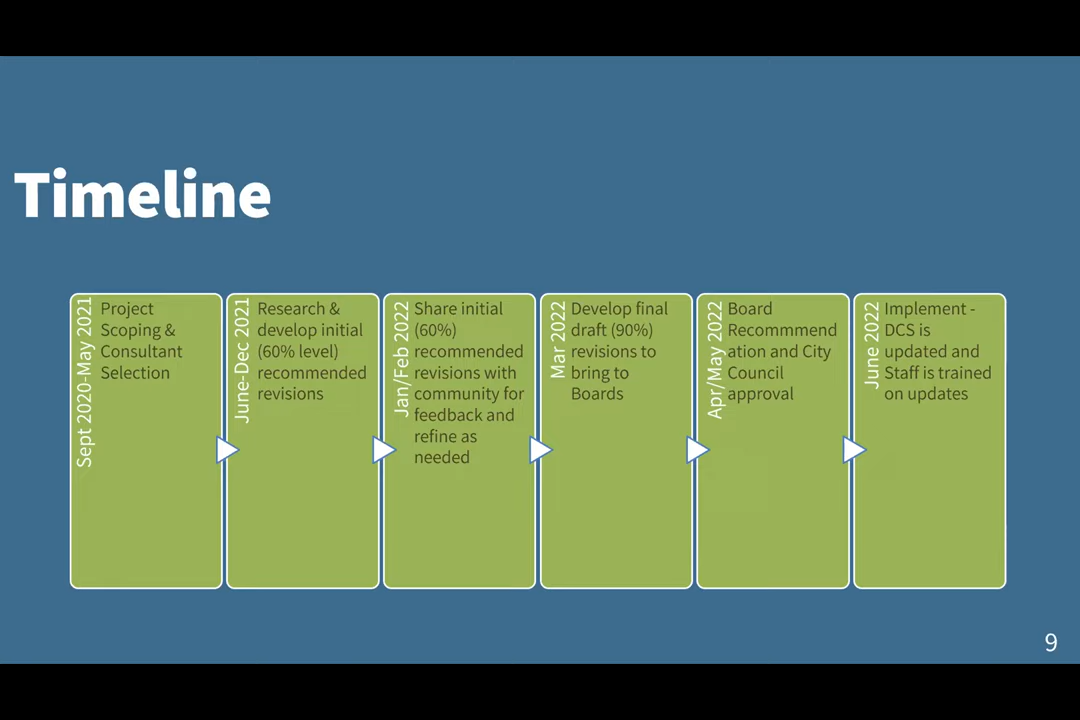 Timeline
Sept 2020-May 2021
Project
Scoping &
Consultant
Selection
June-Dec 2021
Research &
develop initial
(60% level)
recommended
revisions
Jan/Feb 2022
Share initial
(60%)
recommended
revisions with
community for
feedback and
refine as
needed
Mar 2022
Develop final
draft (90%)
revisions to
bring to
Boards
Apr/May 2022
Board
Recommmend
ation and City
Council
approval
June 2022
Implement -
DCS is
updated and
Staff is trained
on updates
9